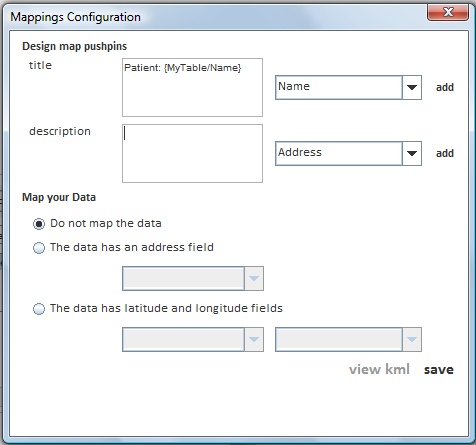 Mappings Configuration
Design map pushpins
title
Patient: {MyTable/Name}
Name
add
description
Address
add
Map your Data
Do not map the data
The data has an address field
The data has latitude and longitude fields
view kml save